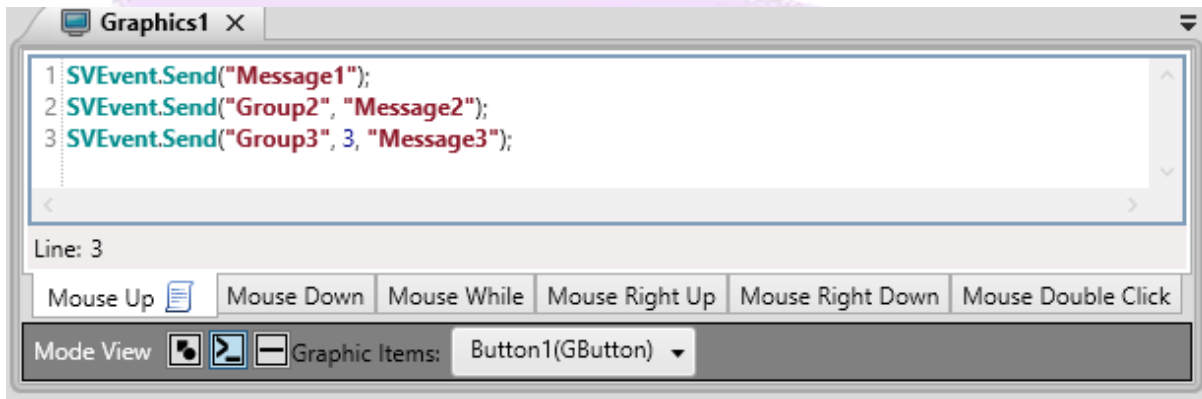 Graphics1
1 SVEvent.Send("Message1");
2 SVEvent.Send("Group2", "Message2");
3 SVEvent.Send("Group3", 3, "Message3");
Line: 3
Mouse Up Mouse Down Mouse While Mouse Right Up Mouse Right Down Mouse Double Click
Mode View Graphic Items: Button1(GButton)